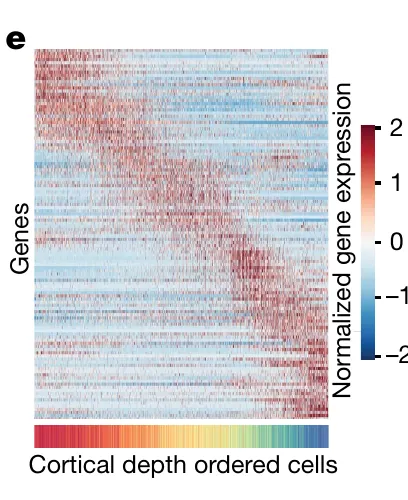 e
Genes
Normalized gene expression
2
1
0
−1
−2
Cortical depth ordered cells